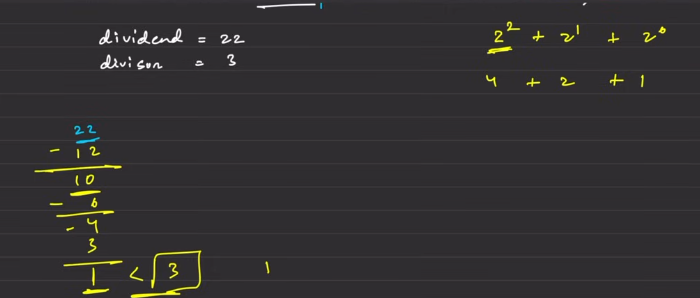 dividend = 22
divisor = 3
2² + 2¹ + 2⁰
4 + 2 + 1
22
- 12
10
- 6
- 4
3
1 < 3
1